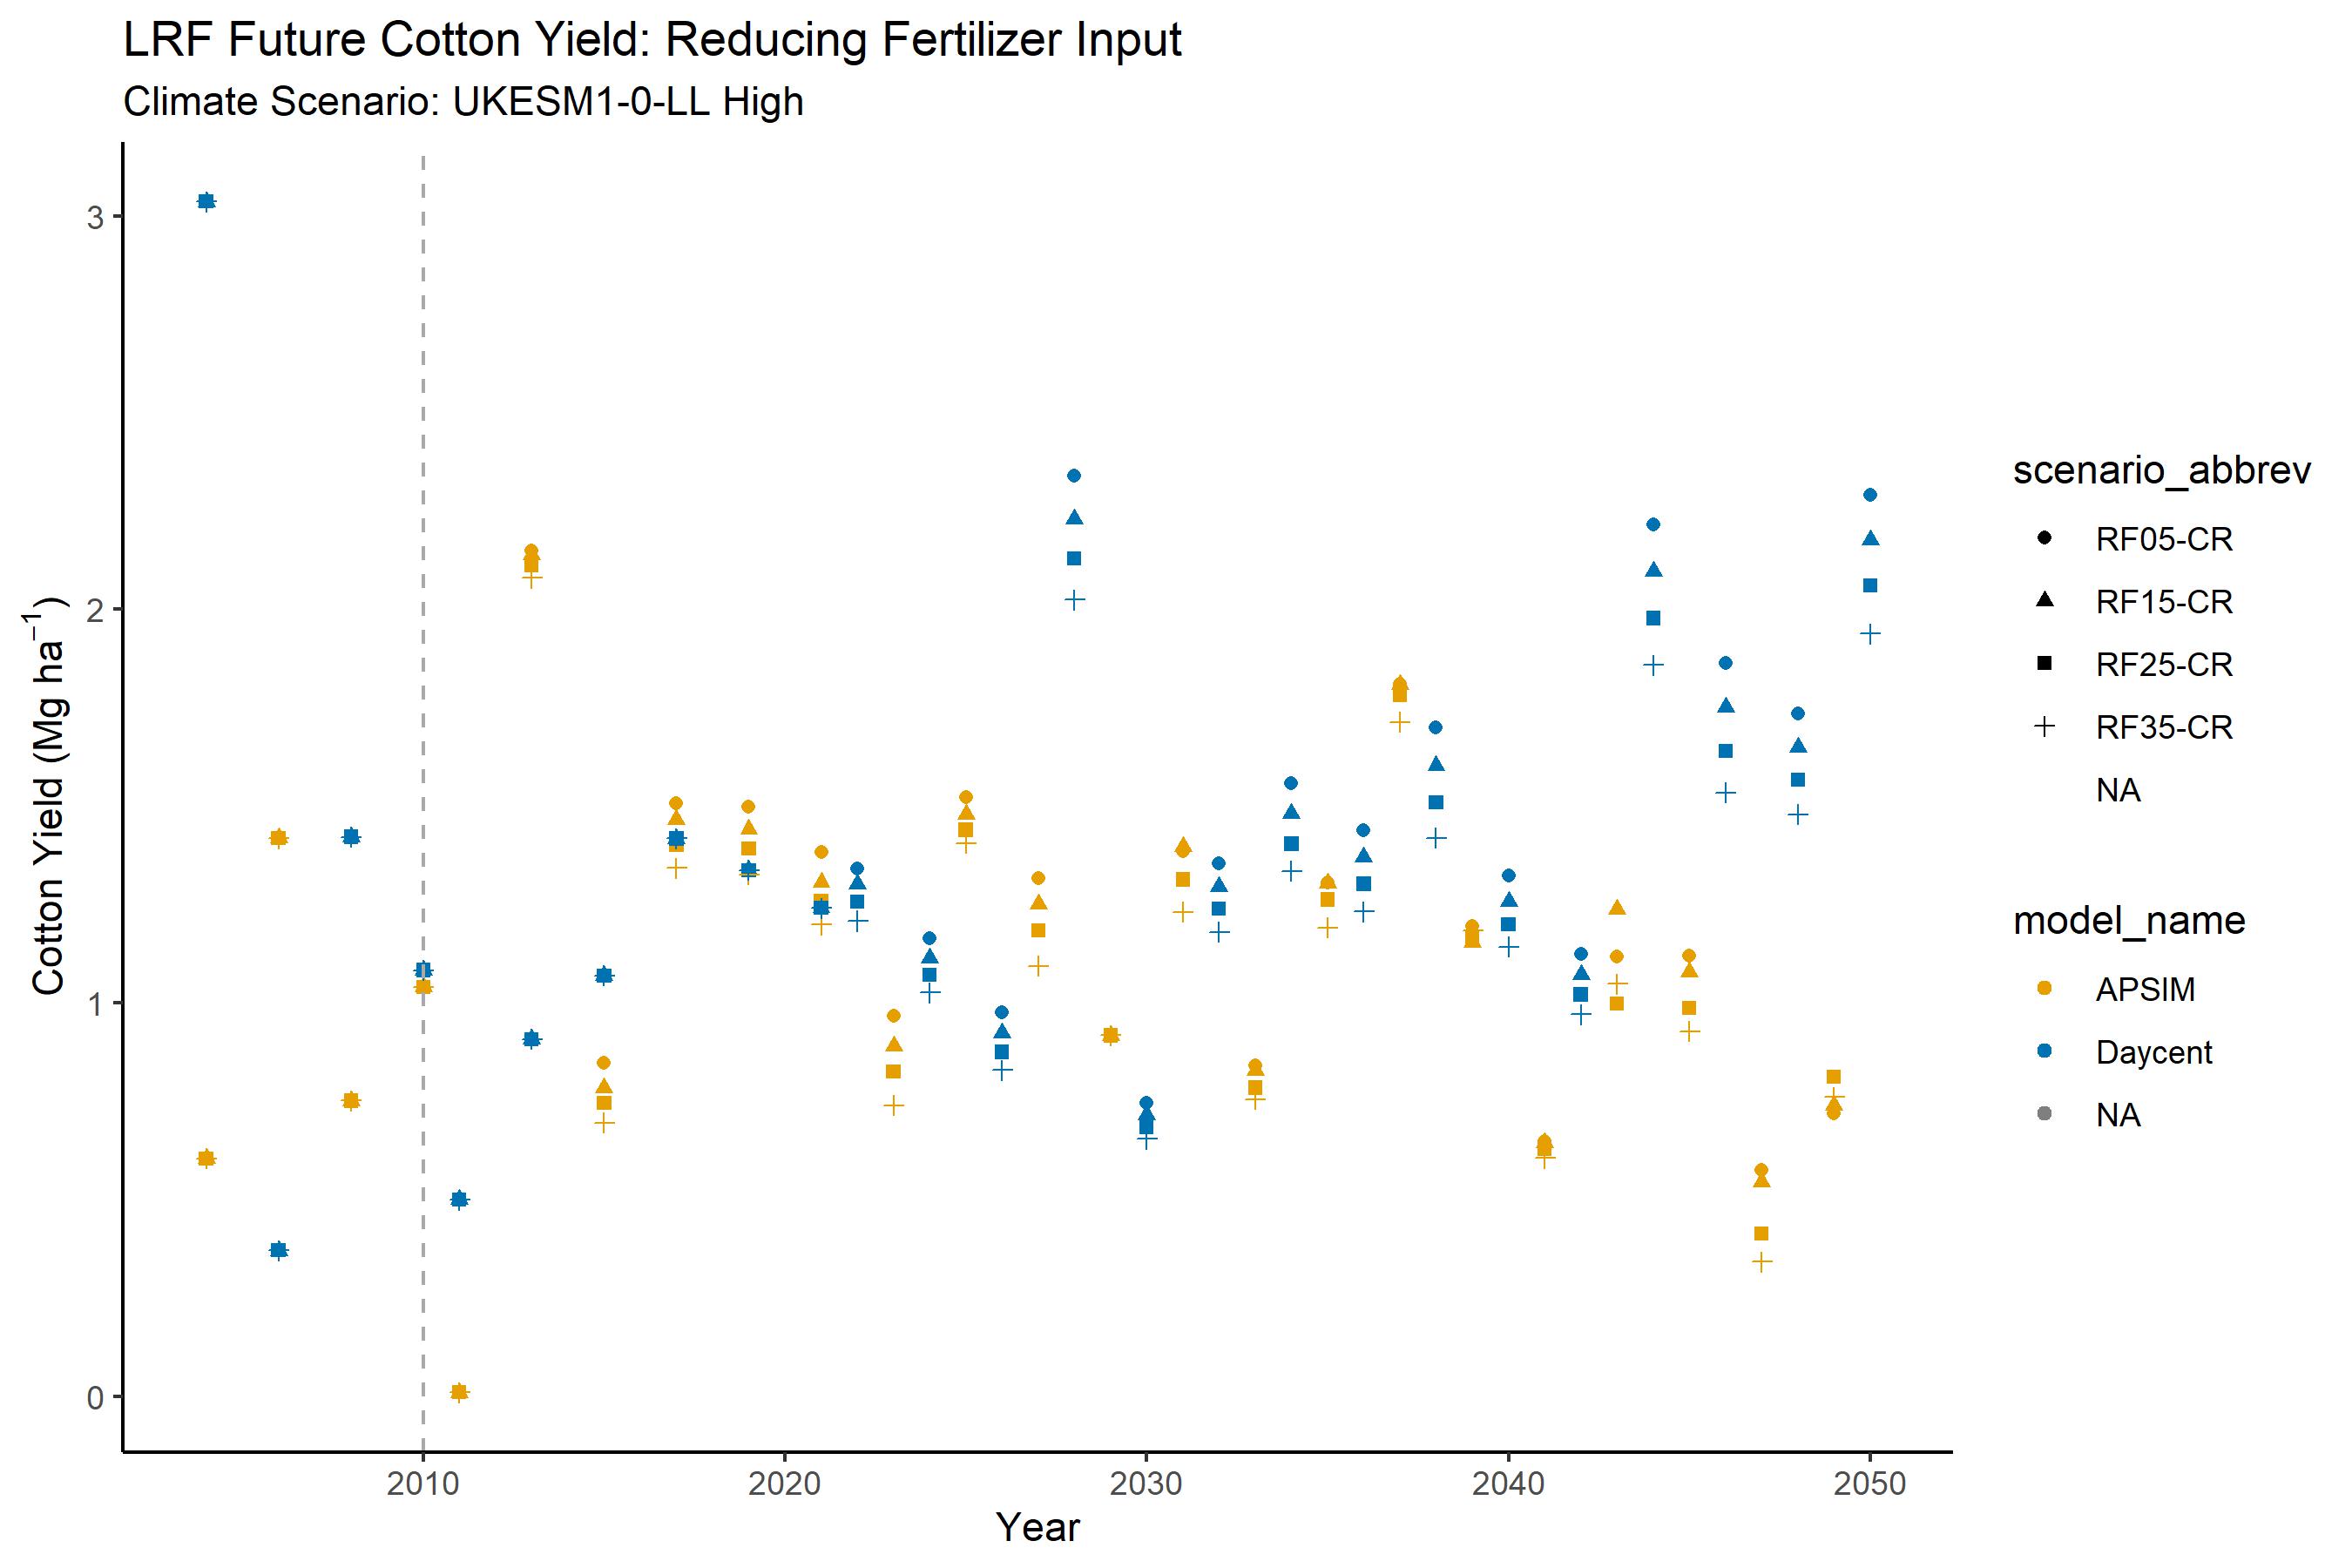 LRF Future Cotton Yield: Reducing Fertilizer Input
Climate Scenario: UKESM1-0-LL High
Cotton Yield (Mg ha⁻¹)
3
2
1
0
2010
2020
2030
2040
2050
Year
scenario_abbrev
RF05-CR
RF15-CR
RF25-CR
RF35-CR
NA
model_name
APSIM
Daycent
NA